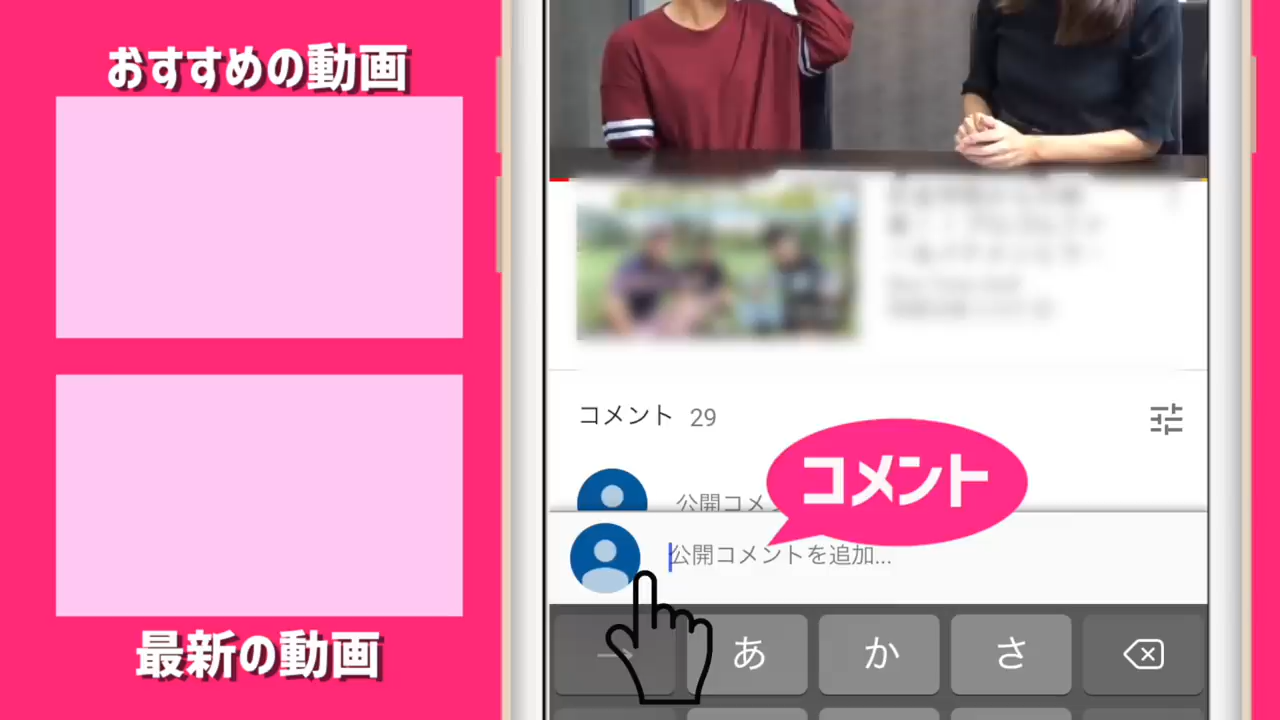 おすすめの動画
最新の動画
コメント 29
コメント
公開コメ
公開コメントを追加...
→ あ か さ